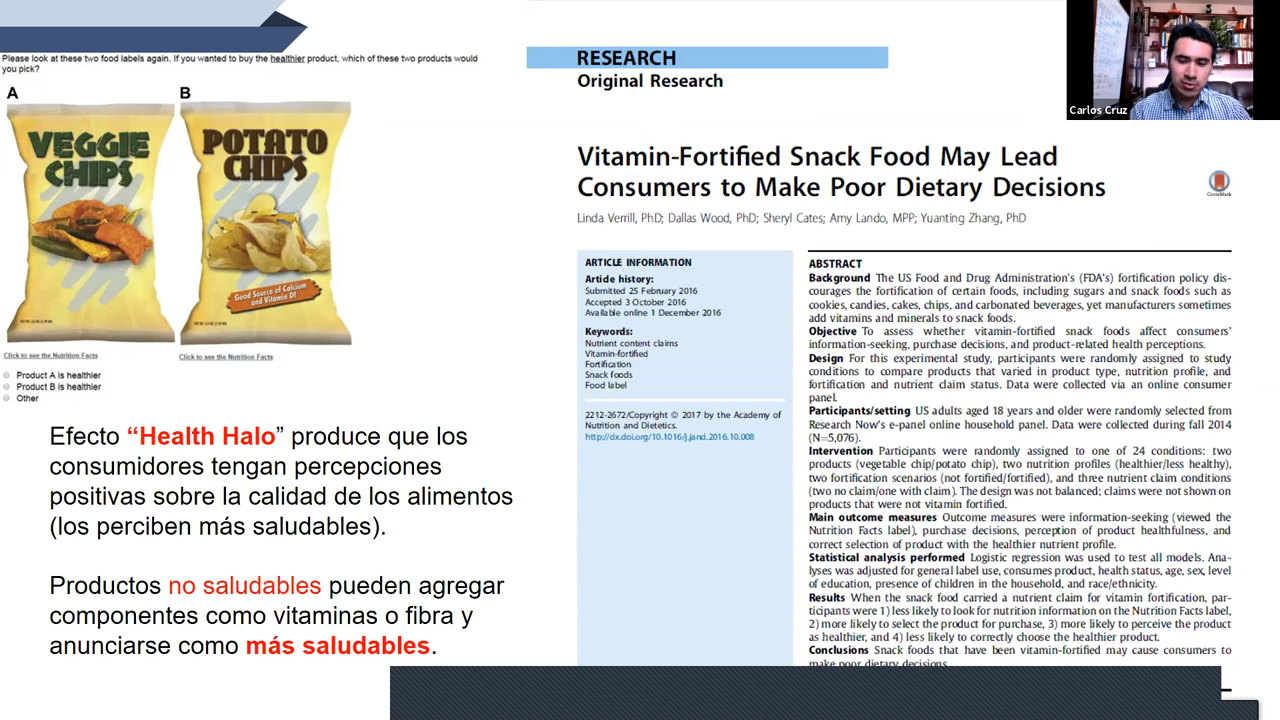 Please look at these two food labels again. If you wanted to buy the healthier product, which of these two products would
you pick?
A
B
VEGGIE
CHIPS
POTATO
CHIPS
Good Source of Calcium
and Vitamin D!
Click to see the Nutrition Facts
Click to see the Nutrition Facts
Product A is healthier
Product B is healthier
Other
Efecto “Health Halo” produce que los
consumidores tengan percepciones
positivas sobre la calidad de los alimentos
(los perciben más saludables).
Productos no saludables pueden agregar
componentes como vitaminas o fibra y
anunciarse como más saludables.
RESEARCH
Original Research
Vitamin-Fortified Snack Food May Lead
Consumers to Make Poor Dietary Decisions
CrossMark
Linda Verrill, PhD; Dallas Wood, PhD; Sheryl Cates; Amy Lando, MPP; Yuanting Zhang, PhD
ARTICLE INFORMATION
Article history:
Submitted 25 February 2016
Accepted 3 October 2016
Available online 1 December 2016
Keywords:
Nutrient content claims
Vitamin-fortified
Fortification
Snack foods
Food label
2212-2672/Copyright © 2017 by the Academy of
Nutrition and Dietetics.
http://dx.doi.org/10.1016/j.jand.2016.10.008
ABSTRACT
Background The US Food and Drug Administration's (FDA's) fortification policy dis-
courages the fortification of certain foods, including sugars and snack foods such as
cookies, candies, cakes, chips, and carbonated beverages, yet manufacturers sometimes
add vitamins and minerals to snack foods.
Objective To assess whether vitamin-fortified snack foods affect consumers'
information-seeking, purchase decisions, and product-related health perceptions.
Design For this experimental study, participants were randomly assigned to study
conditions to compare products that varied in product type, nutrition profile, and
fortification and nutrient claim status. Data were collected via an online consumer
panel.
Participants/setting US adults aged 18 years and older were randomly selected from
Research Now's e-panel online household panel. Data were collected during fall 2014
(N=5,076).
Intervention Participants were randomly assigned to one of 24 conditions: two
products (vegetable chip/potato chip), two nutrition profiles (healthier/less healthy),
two fortification scenarios (not fortified/fortified), and three nutrient claim conditions
(two no claim/one with claim). The design was not balanced; claims were not shown on
products that were not vitamin fortified.
Main outcome measures Outcome measures were information-seeking (viewed the
Nutrition Facts label), purchase decisions, perception of product healthfulness, and
correct selection of product with the healthier nutrient profile.
Statistical analysis performed Logistic regression was used to test all models. Ana-
lyses was adjusted for general label use, consumes product, health status, age, sex, level
of education, presence of children in the household, and race/ethnicity.
Results When the snack food carried a nutrient claim for vitamin fortification, par-
ticipants were 1) less likely to look for nutrition information on the Nutrition Facts label,
2) more likely to select the product for purchase, 3) more likely to perceive the product
as healthier, and 4) less likely to correctly choose the healthier product.
Conclusions Snack foods that have been vitamin-fortified may cause consumers to
make poor dietary decisions.
Carlos Cruz